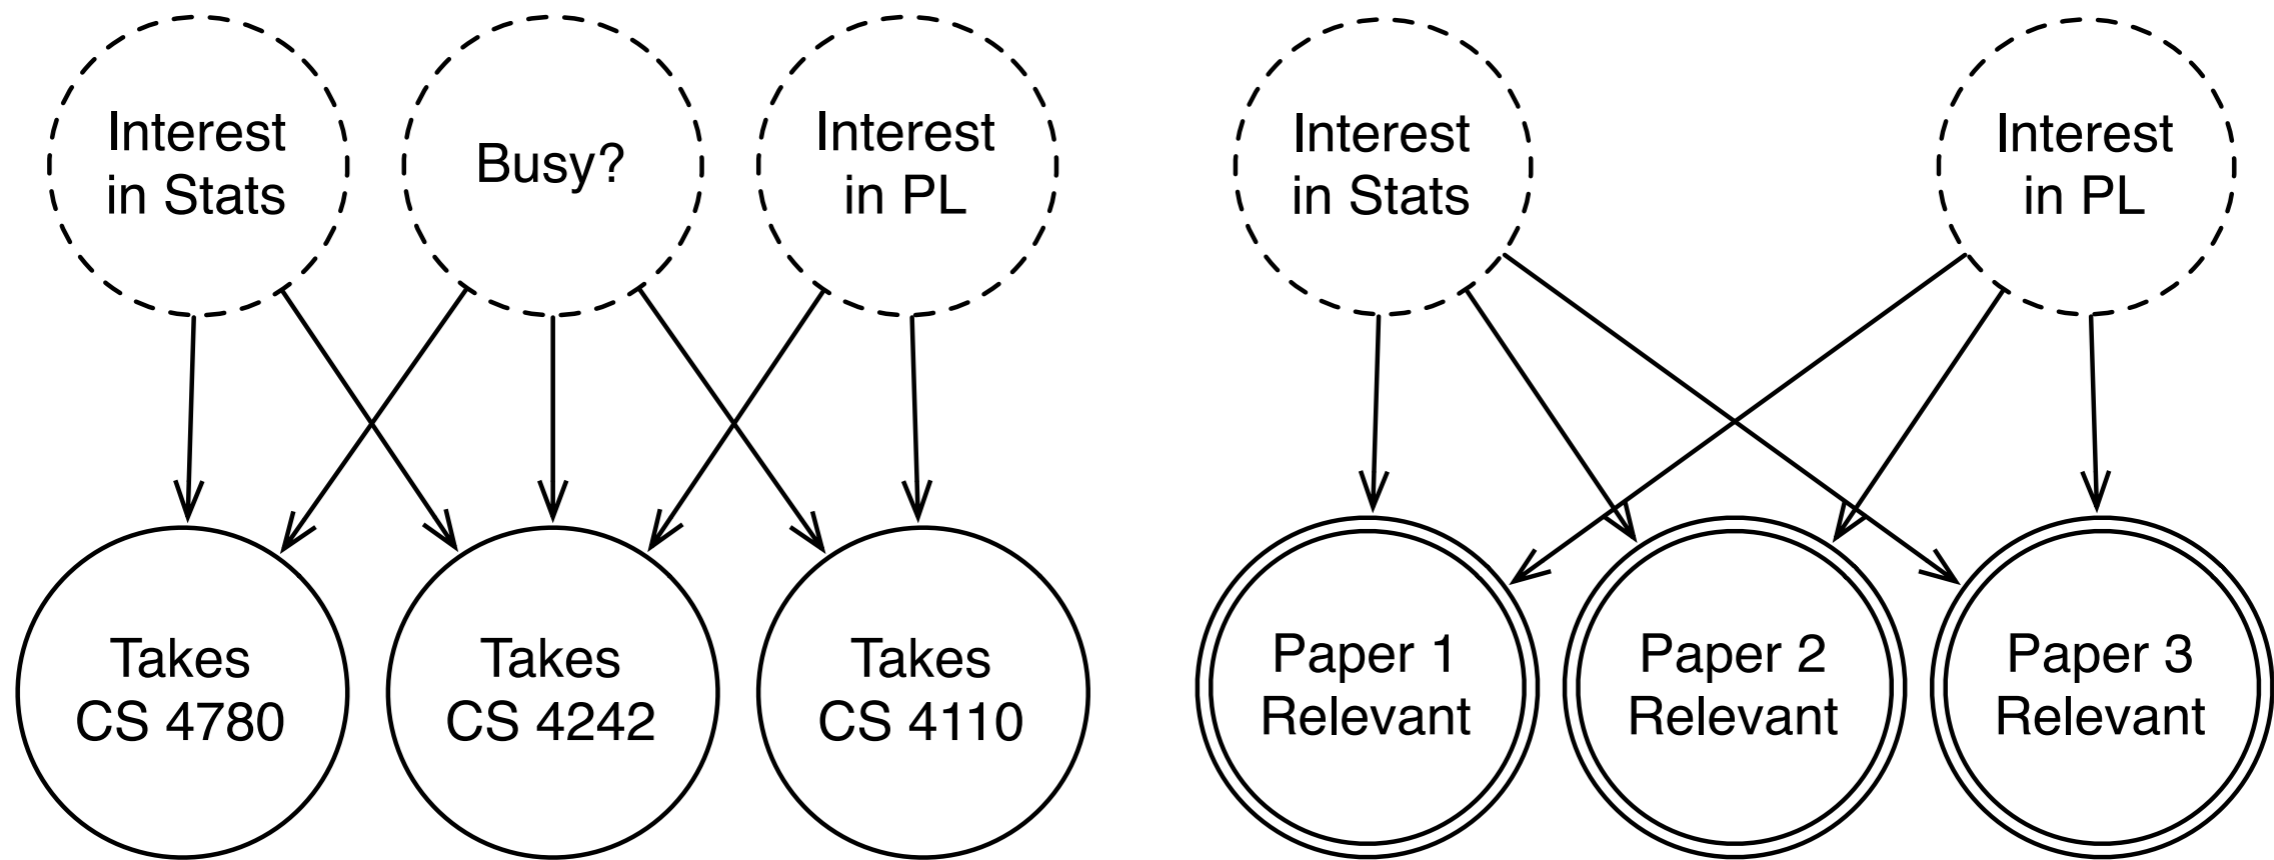 Interest
in Stats
Busy?
Interest
in PL
Interest
in Stats
Interest
in PL
Takes
CS 4780
Takes
CS 4242
Takes
CS 4110
Paper 1
Relevant
Paper 2
Relevant
Paper 3
Relevant